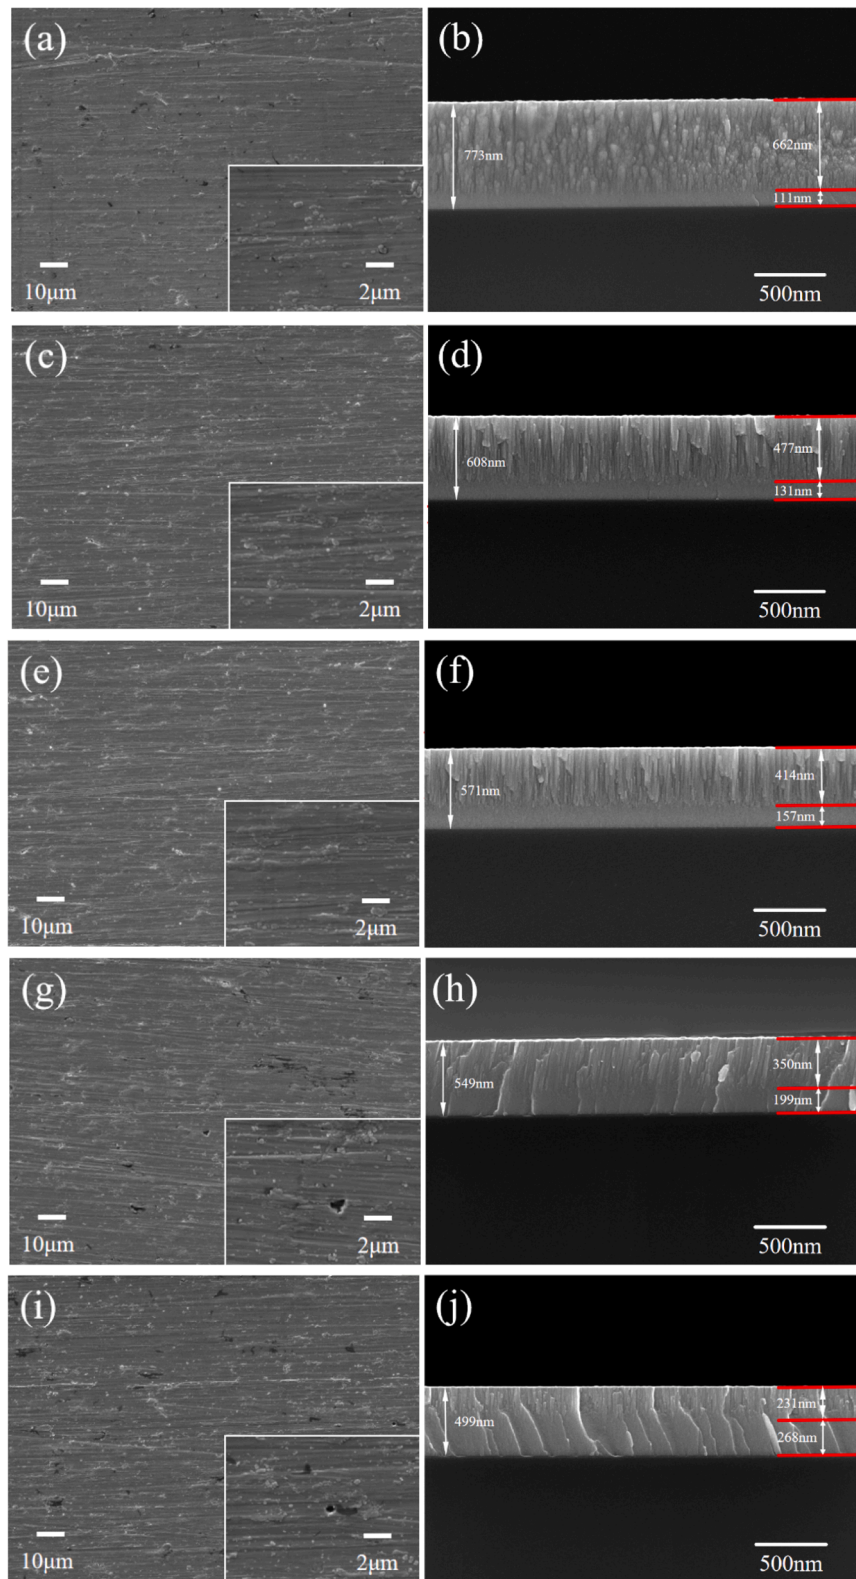 (a)
10μm
2μm
(b)
773nm
662nm
111nm
500nm
(c)
10μm
2μm
(d)
608nm
477nm
131nm
500nm
(e)
10μm
2μm
(f)
571nm
414nm
157nm
500nm
(g)
10μm
2μm
(h)
549nm
350nm
199nm
500nm
(i)
10μm
2μm
(j)
499nm
231nm
268nm
500nm